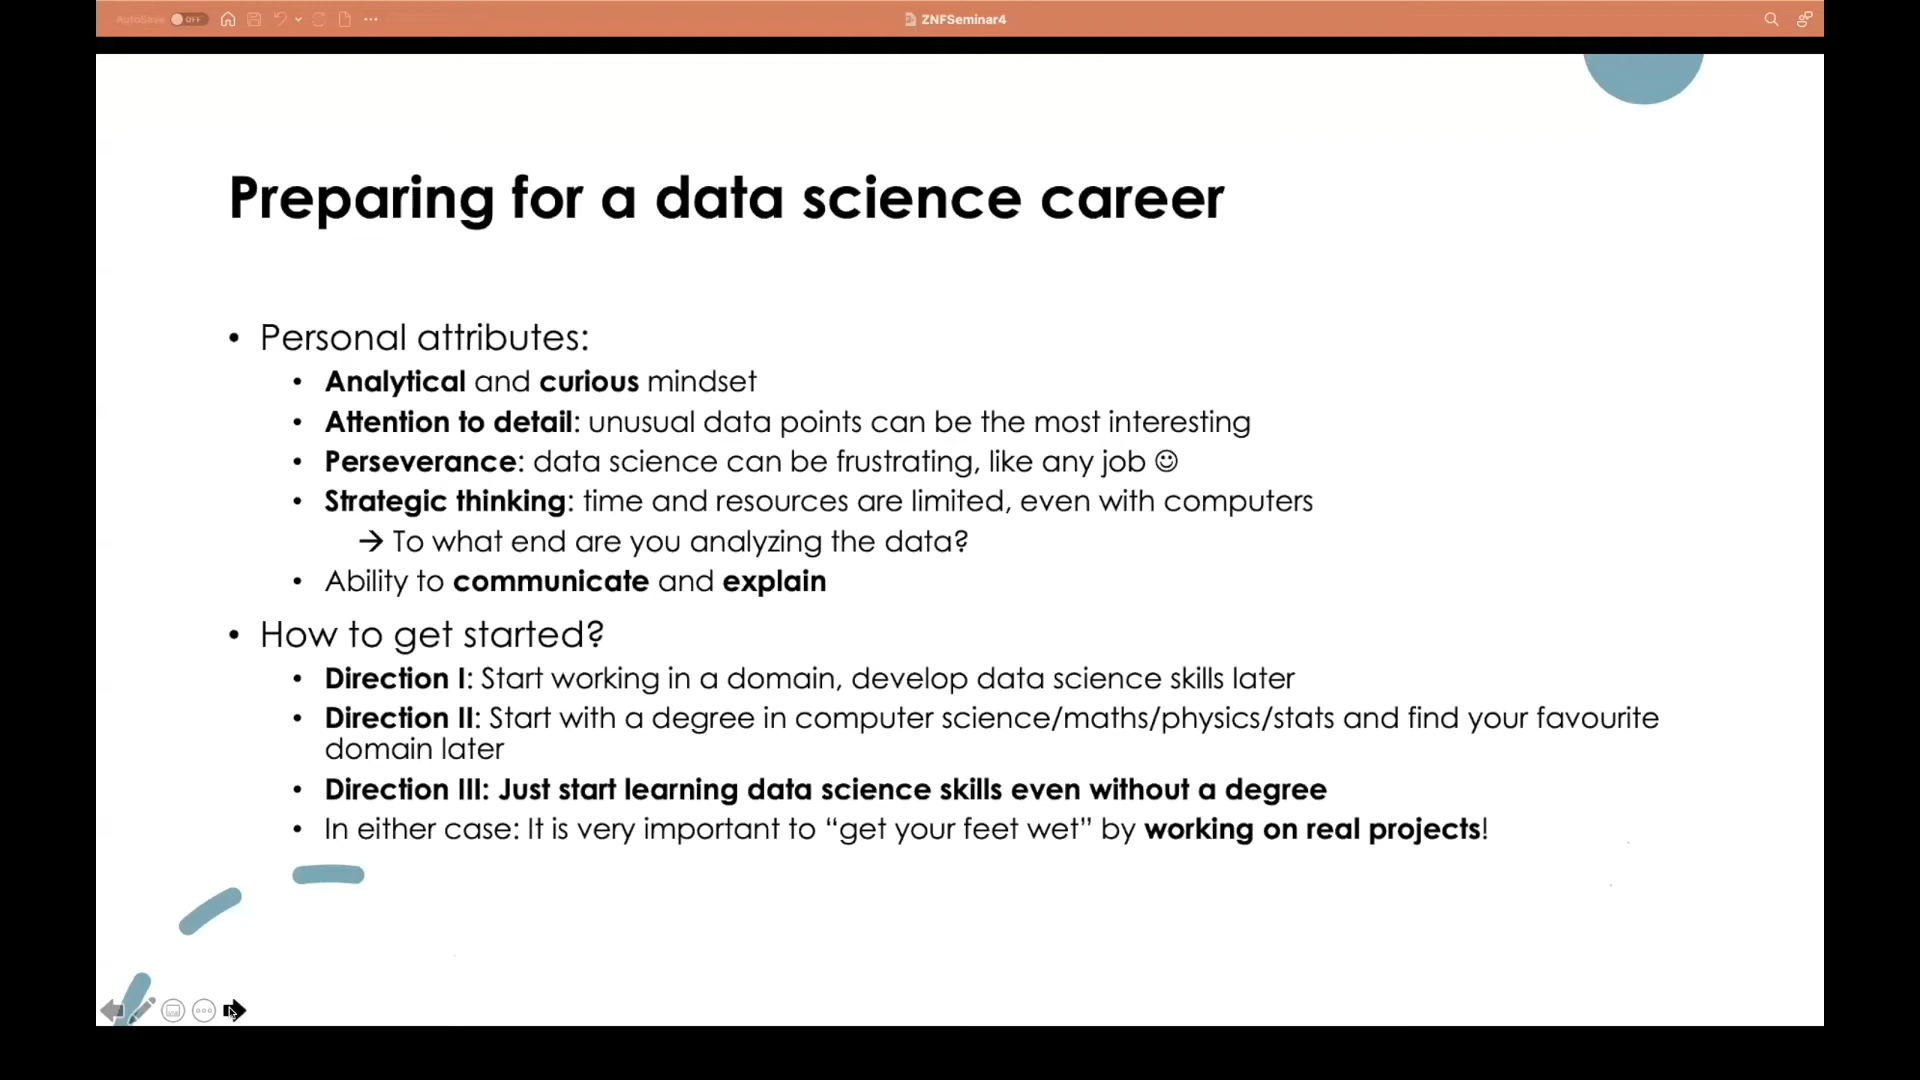 AutoSave OFF
ZNFSeminar4
Preparing for a data science career
• Personal attributes:
• Analytical and curious mindset
• Attention to detail: unusual data points can be the most interesting
• Perseverance: data science can be frustrating, like any job ☺
• Strategic thinking: time and resources are limited, even with computers
→ To what end are you analyzing the data?
• Ability to communicate and explain
• How to get started?
• Direction I: Start working in a domain, develop data science skills later
• Direction II: Start with a degree in computer science/maths/physics/stats and find your favourite
domain later
• Direction III: Just start learning data science skills even without a degree
• In either case: It is very important to “get your feet wet” by working on real projects!